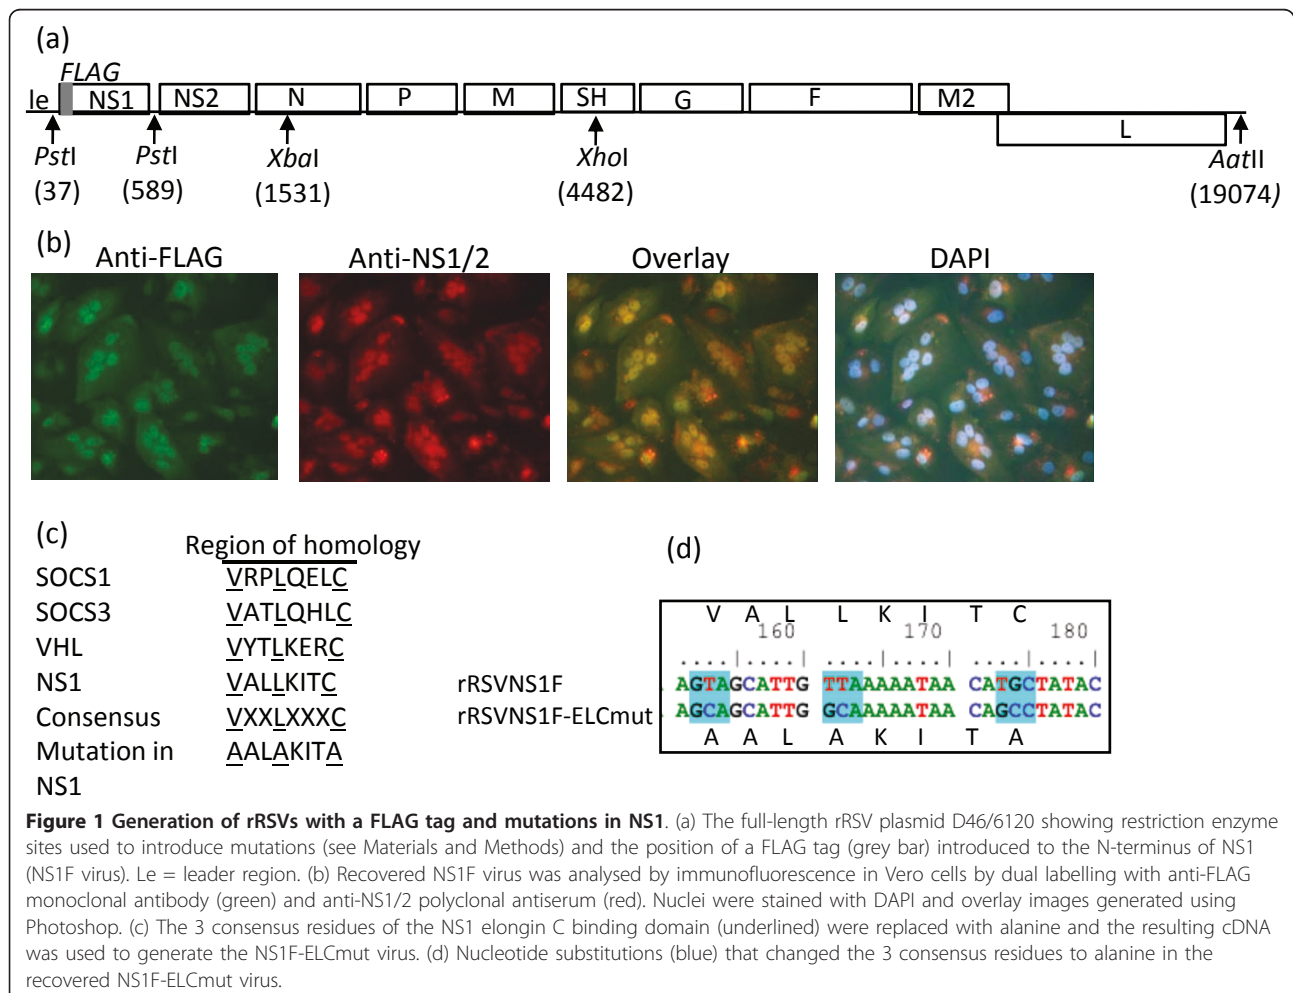 (a)
FLAG
le NS1 NS2 N P M SH G F M2
L
PstI PstI XbaI XhoI AatII
(37) (589) (1531) (4482) (19074)
(b)
Anti-FLAG Anti-NS1/2 Overlay DAPI
(c)
Region of homology
SOCS1 VRPLQELC
SOCS3 VATLQHLC
VHL VYTLKERC
NS1 VALLKITC
Consensus VXXLXXXC
Mutation in AALAKITA
NS1
(d)
V A L L K I T C
160 170 180
....|....| ....|....| ....|....|
rRSVNS1F AGTAGCATTG TTAAAAATAA CATGCTATAC
rRSVNS1F-ELCmut AGCAGCATTG GCAAAAATAA CAGCCTATAC
A A L A K I T A
Figure 1 Generation of rRSVs with a FLAG tag and mutations in NS1. (a) The full-length rRSV plasmid D46/6120 showing restriction enzyme
sites used to introduce mutations (see Materials and Methods) and the position of a FLAG tag (grey bar) introduced to the N-terminus of NS1
(NS1F virus). Le = leader region. (b) Recovered NS1F virus was analysed by immunofluorescence in Vero cells by dual labelling with anti-FLAG
monoclonal antibody (green) and anti-NS1/2 polyclonal antiserum (red). Nuclei were stained with DAPI and overlay images generated using
Photoshop. (c) The 3 consensus residues of the NS1 elongin C binding domain (underlined) were replaced with alanine and the resulting cDNA
was used to generate the NS1F-ELCmut virus. (d) Nucleotide substitutions (blue) that changed the 3 consensus residues to alanine in the
recovered NS1F-ELCmut virus.